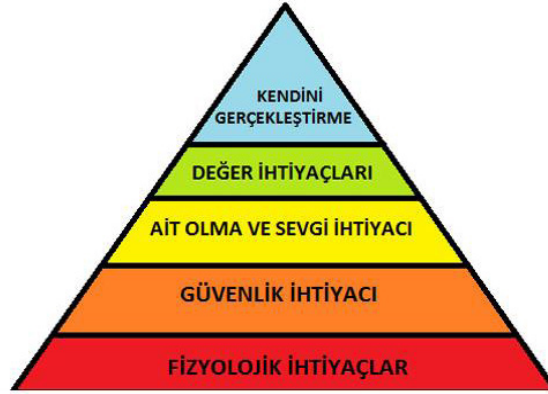 KENDİNİ
GERÇEKLEŞTİRME
DEĞER İHTİYAÇLARI
AİT OLMA VE SEVGİ İHTİYACI
GÜVENLİK İHTİYACI
FİZYOLOJİK İHTİYAÇLAR